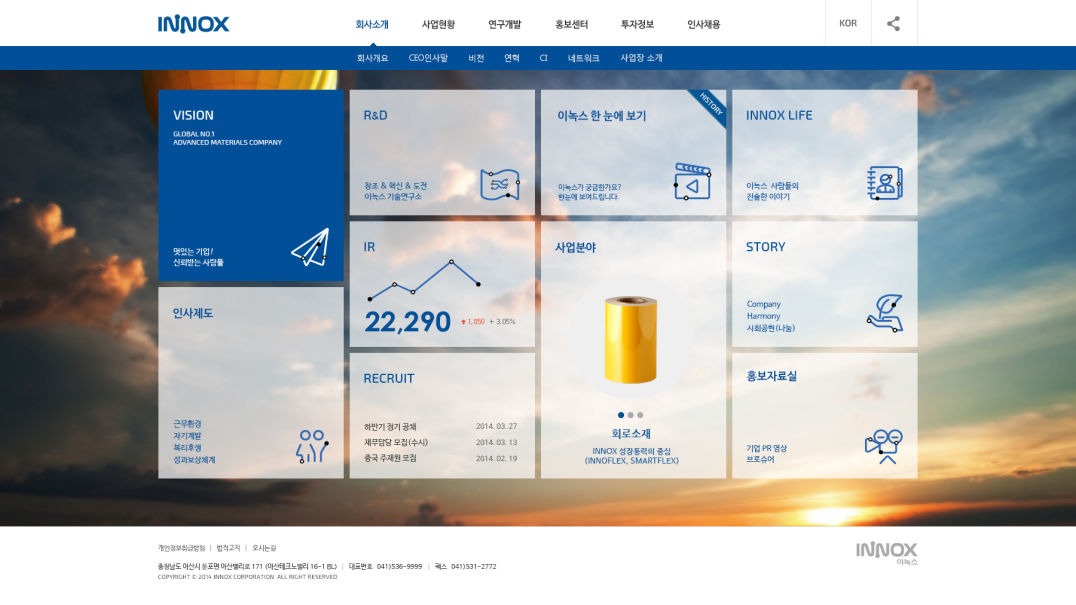 INNOX
회사소개 사업현황 연구개발 홍보센터 투자정보 인사채용
KOR
회사개요 CEO인사말 비전 연혁 CI 네트워크 사업장 소개
VISION
GLOBAL NO.1
ADVANCED MATERIALS COMPANY
멋있는 기업!
신뢰받는 사람들
R&D
창조 & 혁신 & 도전
이녹스 기술연구소
이녹스 한 눈에 보기
HISTORY
이녹스가 궁금한가요?
한눈에 보여드립니다.
INNOX LIFE
이녹스 사람들의
진솔한 이야기
IR
22,290 1,050 + 3.05%
사업분야
회로소재
INNOX 성장동력의 중심
(INNOFLEX, SMARTFLEX)
STORY
Company
Harmony
사회공헌(나눔)
인사제도
근무환경
자기계발
복리후생
성과보상체계
RECRUIT
하반기 정기 공채 2014. 03. 27
재무담당 모집(수시) 2014. 03. 13
중국 주재원 모집 2014. 02. 19
홍보자료실
기업 PR 영상
브로슈어
개인정보취급방침 | 법적고지 | 오시는길
충청남도 아산시 둔포면 아산밸리로 171 (아산테크노밸리 16-1 BL) | 대표번호 041)536-9999 | 팩스 041)531-2772
COPYRIGHT © 2014 INNOX CORPORATION ALL RIGHT RESERVED
INNOX
이녹스